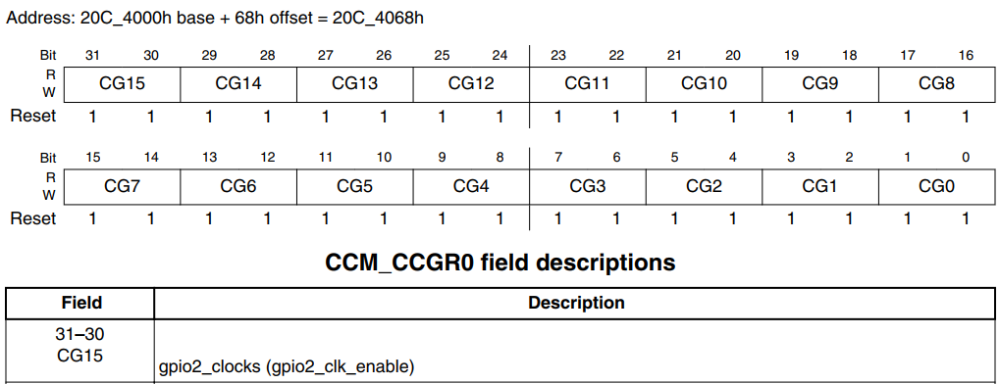 Address: 20C_4000h base + 68h offset = 20C_4068h
Bit 31 30 29 28 27 26 25 24 23 22 21 20 19 18 17 16
R
W
CG15 CG14 CG13 CG12 CG11 CG10 CG9 CG8
Reset 1 1 1 1 1 1 1 1 1 1 1 1 1 1 1 1
Bit 15 14 13 12 11 10 9 8 7 6 5 4 3 2 1 0
R
W
CG7 CG6 CG5 CG4 CG3 CG2 CG1 CG0
Reset 1 1 1 1 1 1 1 1 1 1 1 1 1 1 1 1
CCM_CCGR0 field descriptions
Field Description
31–30
CG15
gpio2_clocks (gpio2_clk_enable)